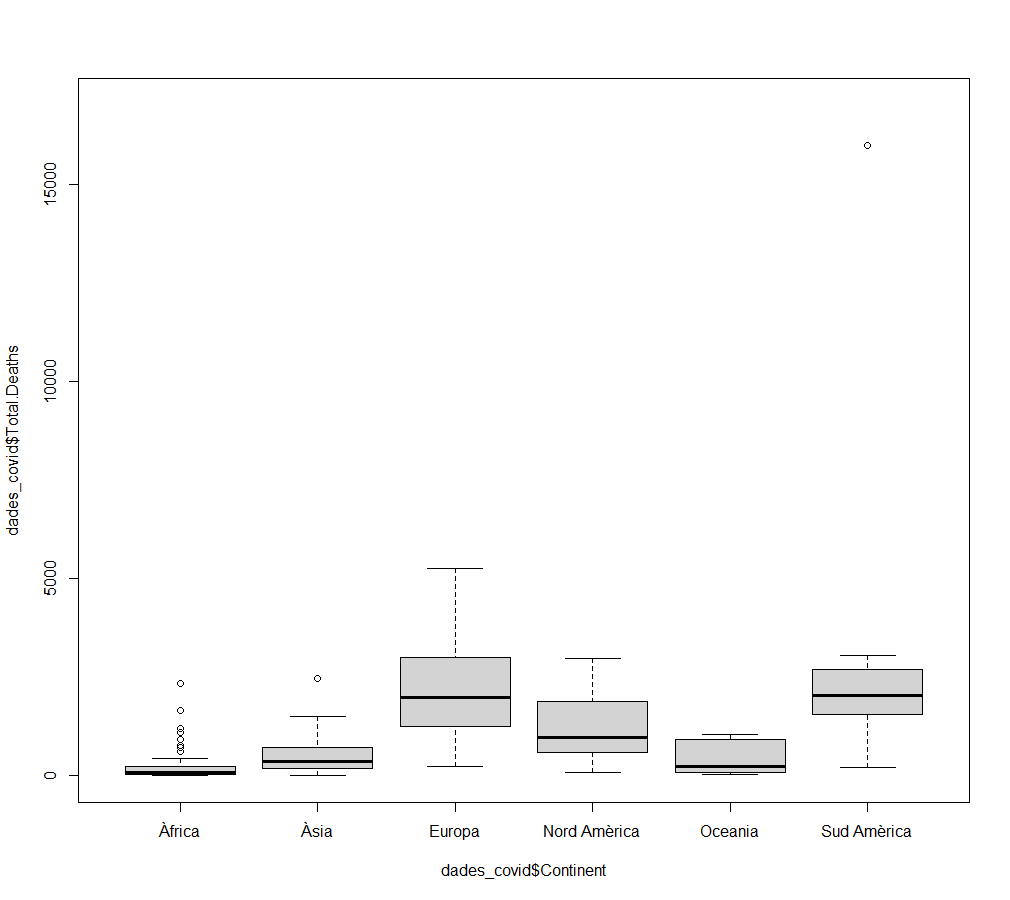 dades_covid$Total.Deaths
15000
10000
5000
0
Àfrica Àsia Europa Nord Amèrica Oceania Sud Amèrica
dades_covid$Continent